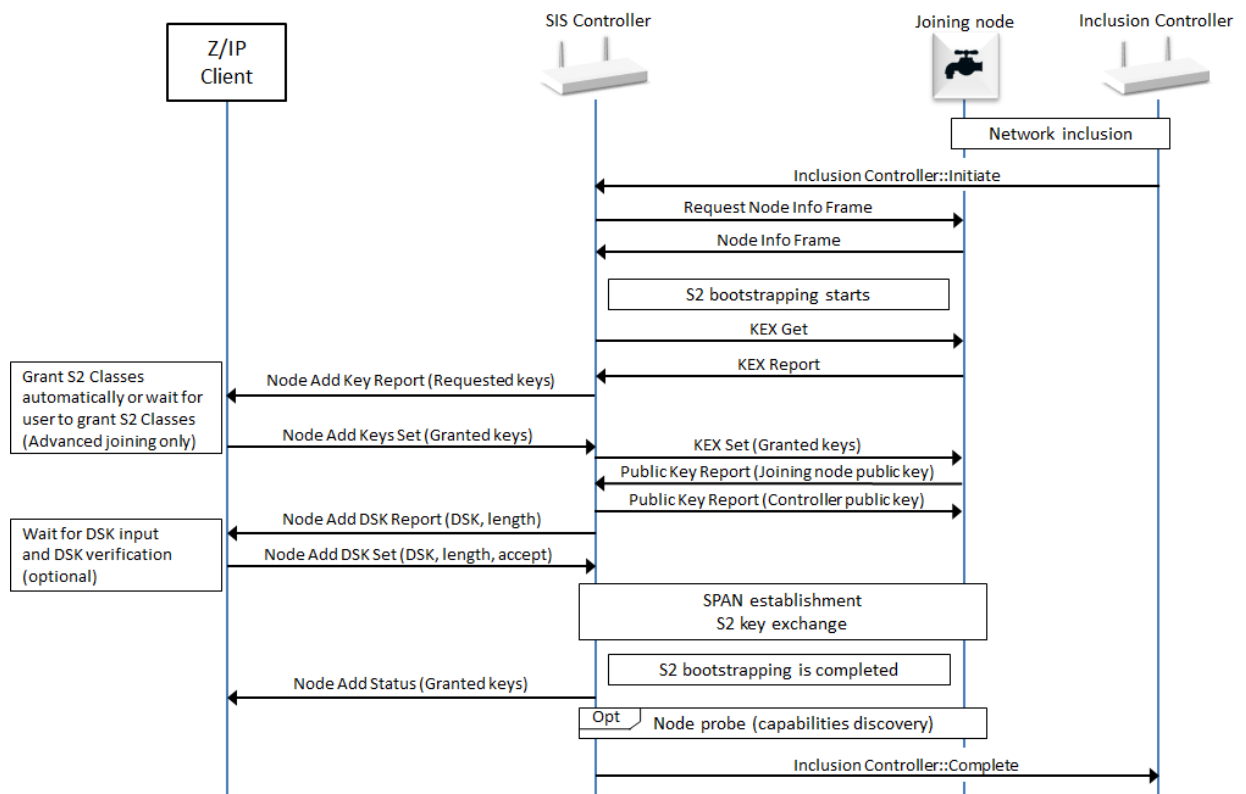 SIS Controller
Joining node
Inclusion Controller
Z/IP
Client
Network inclusion
Inclusion Controller::Initiate
Request Node Info Frame
Node Info Frame
S2 bootstrapping starts
KEX Get
KEX Report
Grant S2 Classes
automatically or wait for
user to grant S2 Classes
(Advanced joining only)
Node Add Key Report (Requested keys)
Node Add Keys Set (Granted keys)
KEX Set (Granted keys)
Public Key Report (Joining node public key)
Public Key Report (Controller public key)
Node Add DSK Report (DSK, length)
Wait for DSK input
and DSK verification
(optional)
Node Add DSK Set (DSK, length, accept)
SPAN establishment
S2 key exchange
S2 bootstrapping is completed
Node Add Status (Granted keys)
Opt
Node probe (capabilities discovery)
Inclusion Controller::Complete